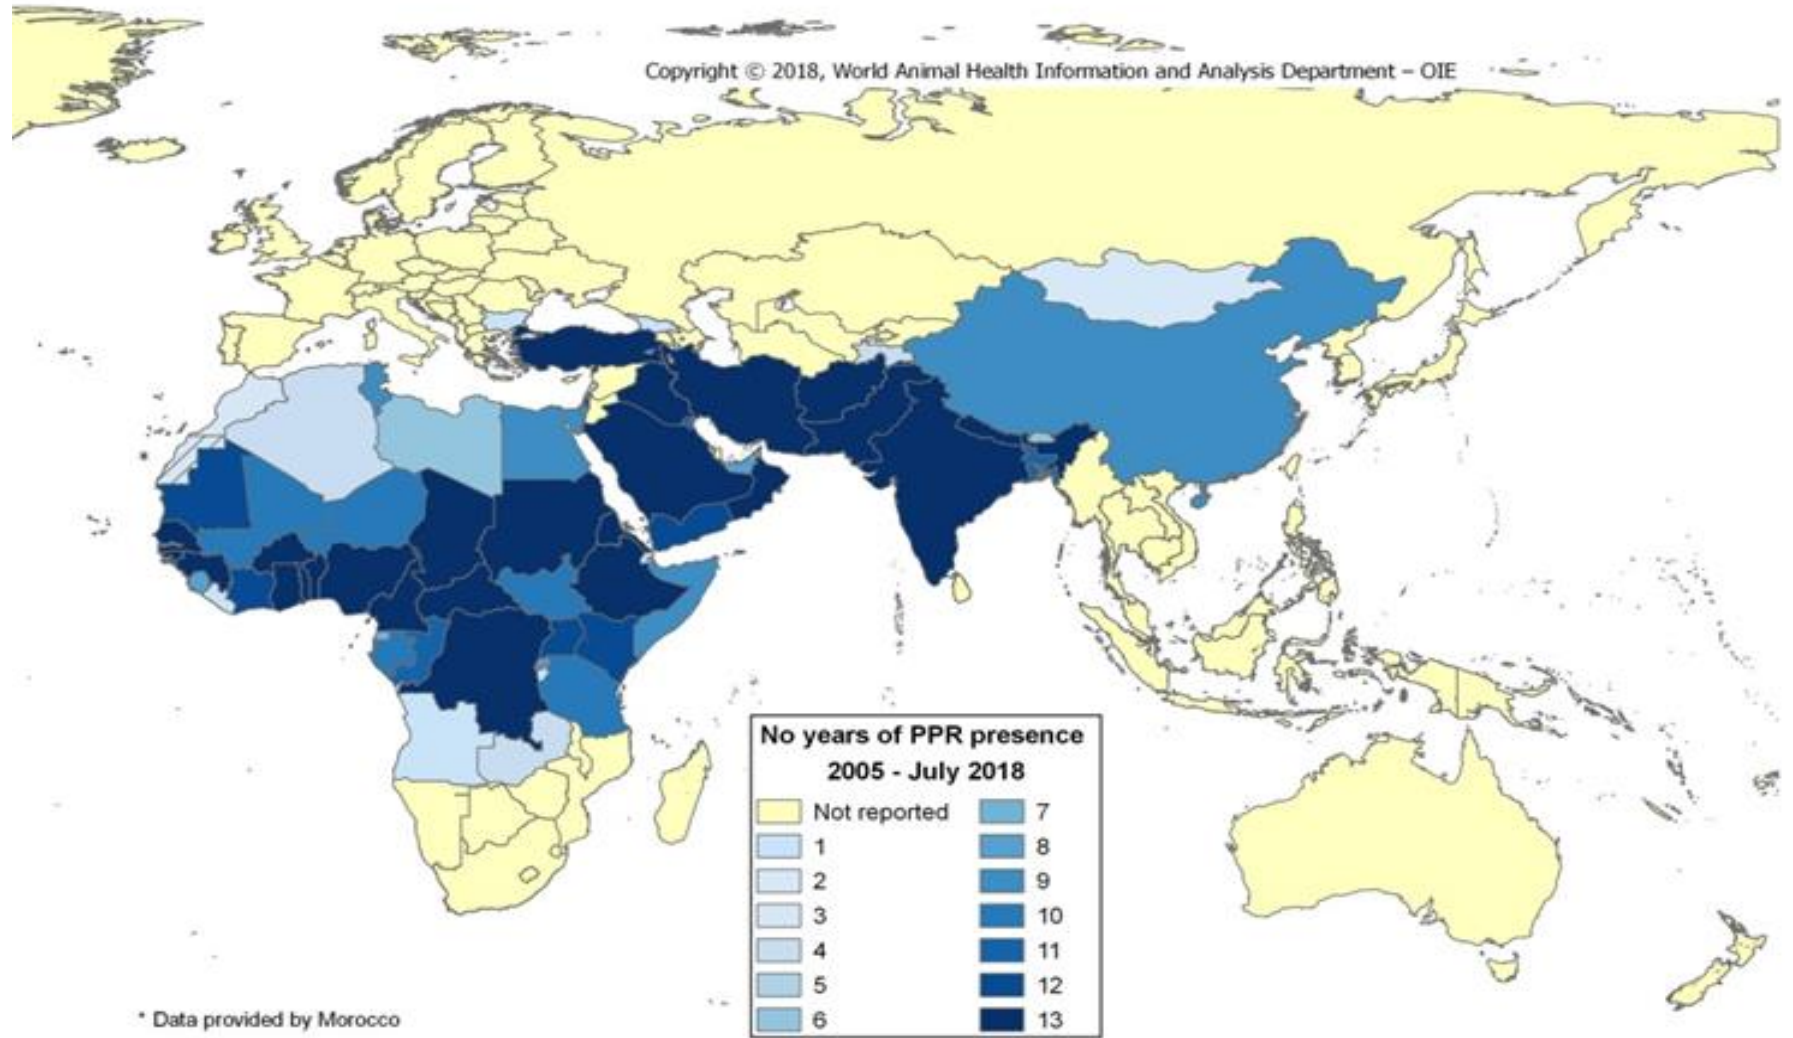 Copyright © 2018, World Animal Health Information and Analysis Department – OIE
No years of PPR presence
2005 - July 2018
Not reported
1
2
3
4
5
6
7
8
9
10
11
12
13
* Data provided by Morocco